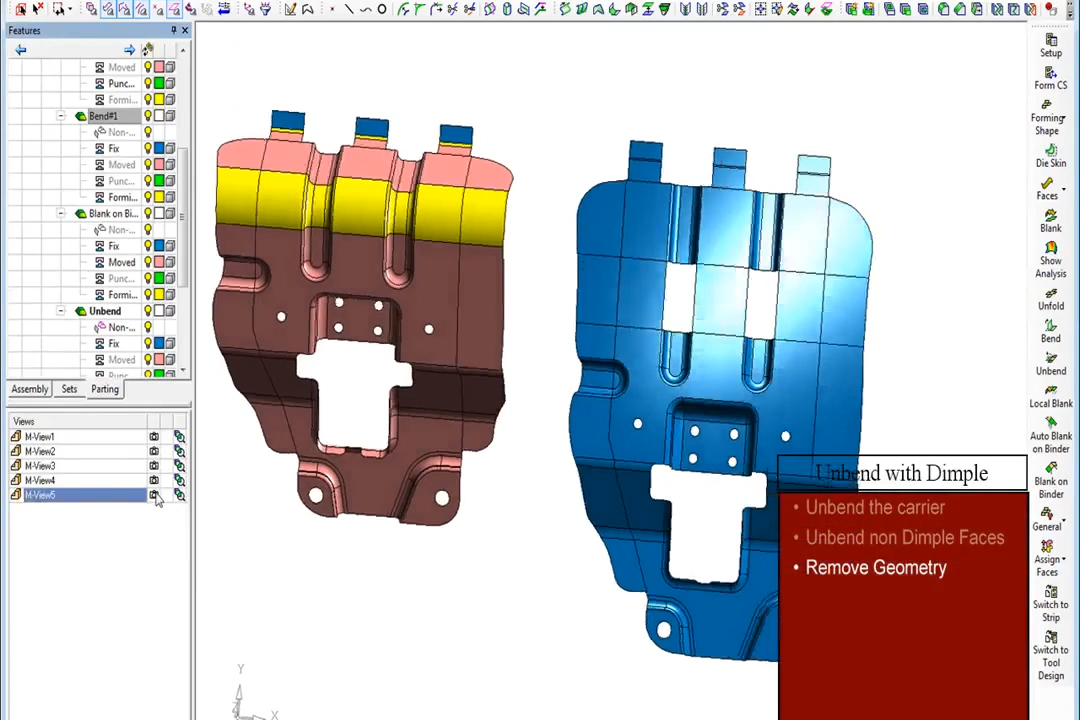 Features
Moved
Punc...
Formi...
Bend#1
Non-...
Fix
Moved
Punc...
Formi...
Blank on Bi...
Non-...
Fix
Moved
Punc...
Formi...
Unbend
Non-...
Fix
Moved
Assembly Sets Parting
Views
M-View1
M-View2
M-View3
M-View4
M-View5
Y
Z
X
Unbend with Dimple
• Unbend the carrier
• Unbend non Dimple Faces
• Remove Geometry
Setup
Form CS
Forming
Shape
Die Skin
Faces
Blank
Show
Analysis
Unfold
Bend
Unbend
Local Blank
Auto Blank
on Binder
Blank on
Binder
General
Assign
Faces
Switch to
Strip
Switch to
Tool
Design